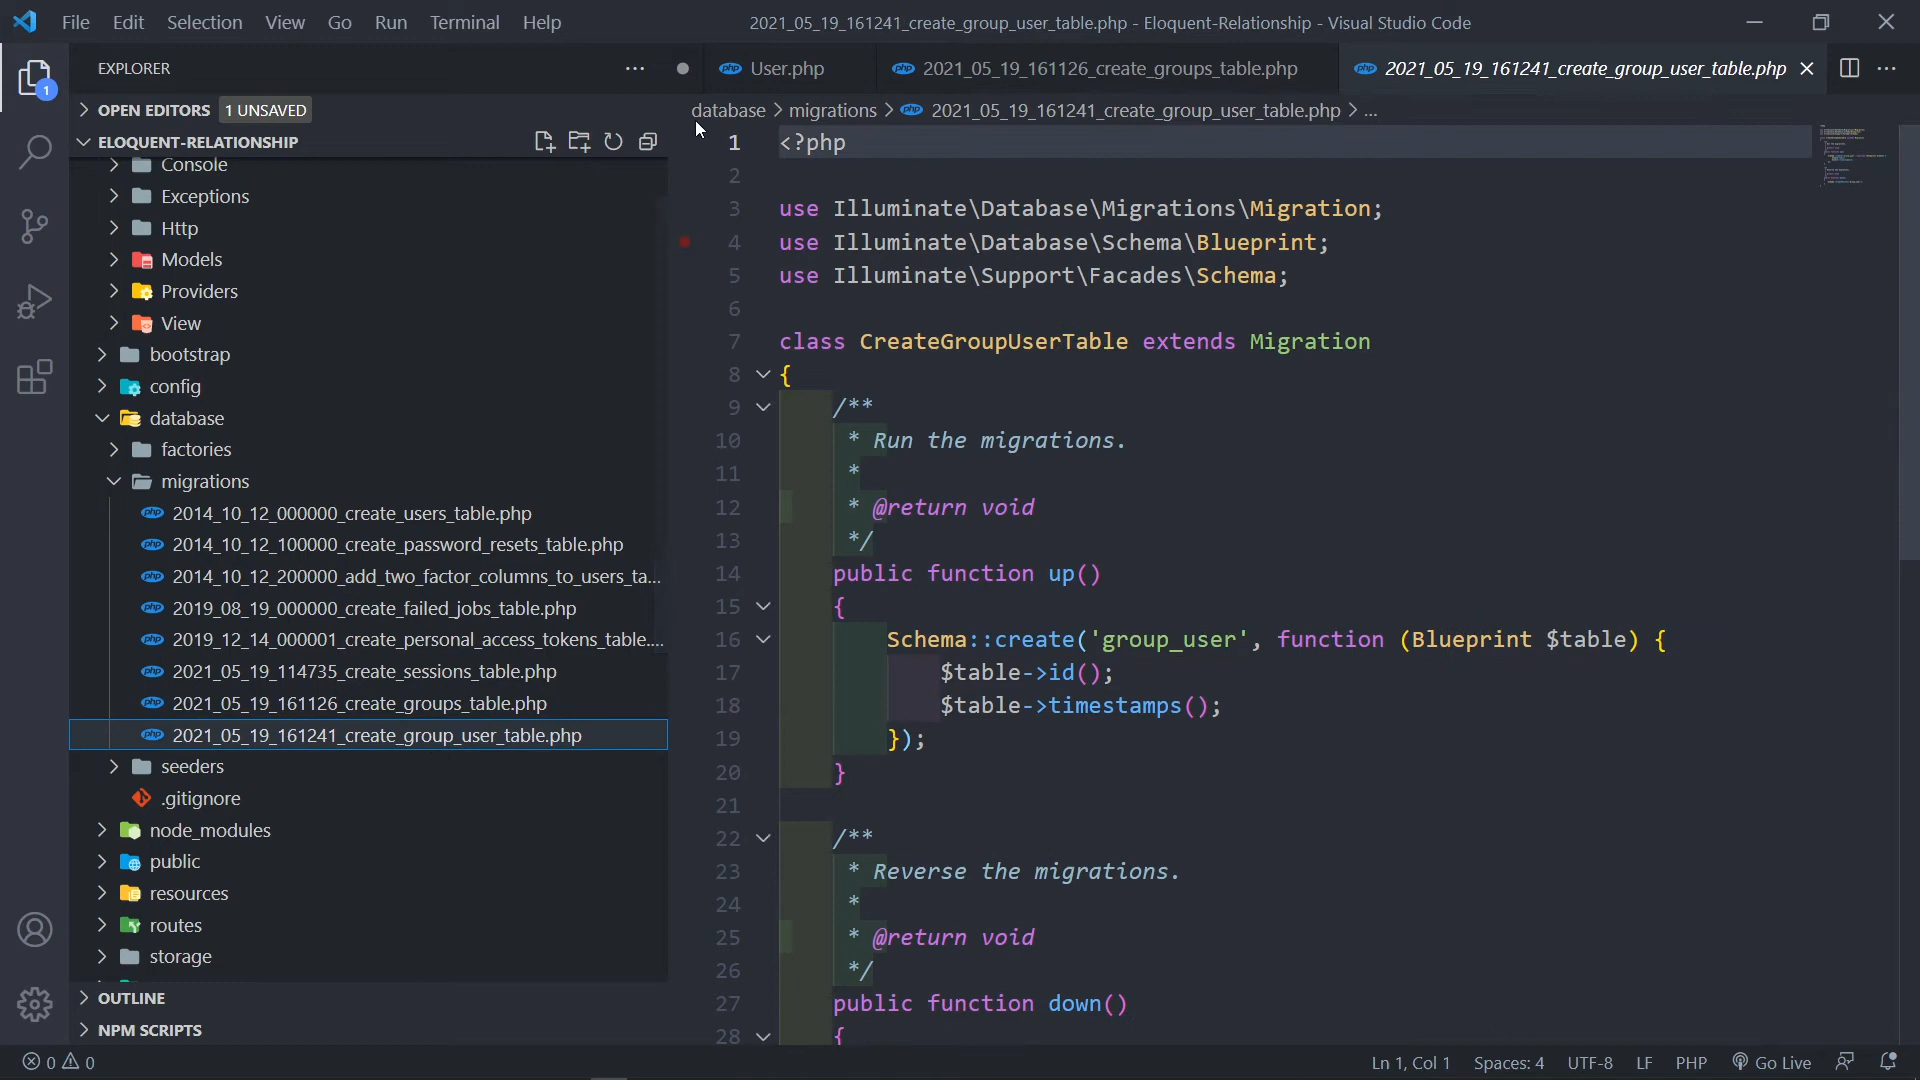 File Edit Selection View Go Run Terminal Help
2021_05_19_161241_create_group_user_table.php - Eloquent-Relationship - Visual Studio Code
EXPLORER
User.php
2021_05_19_161126_create_groups_table.php
2021_05_19_161241_create_group_user_table.php
OPEN EDITORS 1 UNSAVED
database > migrations > 2021_05_19_161241_create_group_user_table.php > ...
1
ELOQUENT-RELATIONSHIP
Console
Exceptions
Http
Models
Providers
View
bootstrap
config
database
factories
migrations
2014_10_12_000000_create_users_table.php
2014_10_12_100000_create_password_resets_table.php
2014_10_12_200000_add_two_factor_columns_to_users_ta...
2019_08_19_000000_create_failed_jobs_table.php
2019_12_14_000001_create_personal_access_tokens_table....
2021_05_19_114735_create_sessions_table.php
2021_05_19_161126_create_groups_table.php
2021_05_19_161241_create_group_user_table.php
seeders
.gitignore
node_modules
public
resources
routes
storage
OUTLINE
NPM SCRIPTS
1 <?php
2
3 use Illuminate\Database\Migrations\Migration;
4 use Illuminate\Database\Schema\Blueprint;
5 use Illuminate\Support\Facades\Schema;
6
7 class CreateGroupUserTable extends Migration
8 {
9 /**
10 * Run the migrations.
11 *
12 * @return void
13 */
14 public function up()
15 {
16 Schema::create('group_user', function (Blueprint $table) {
17 $table->id();
18 $table->timestamps();
19 });
20 }
21
22 /**
23 * Reverse the migrations.
24 *
25 * @return void
26 */
27 public function down()
28 {
0 0
Ln 1, Col 1 Spaces: 4 UTF-8 LF PHP Go Live